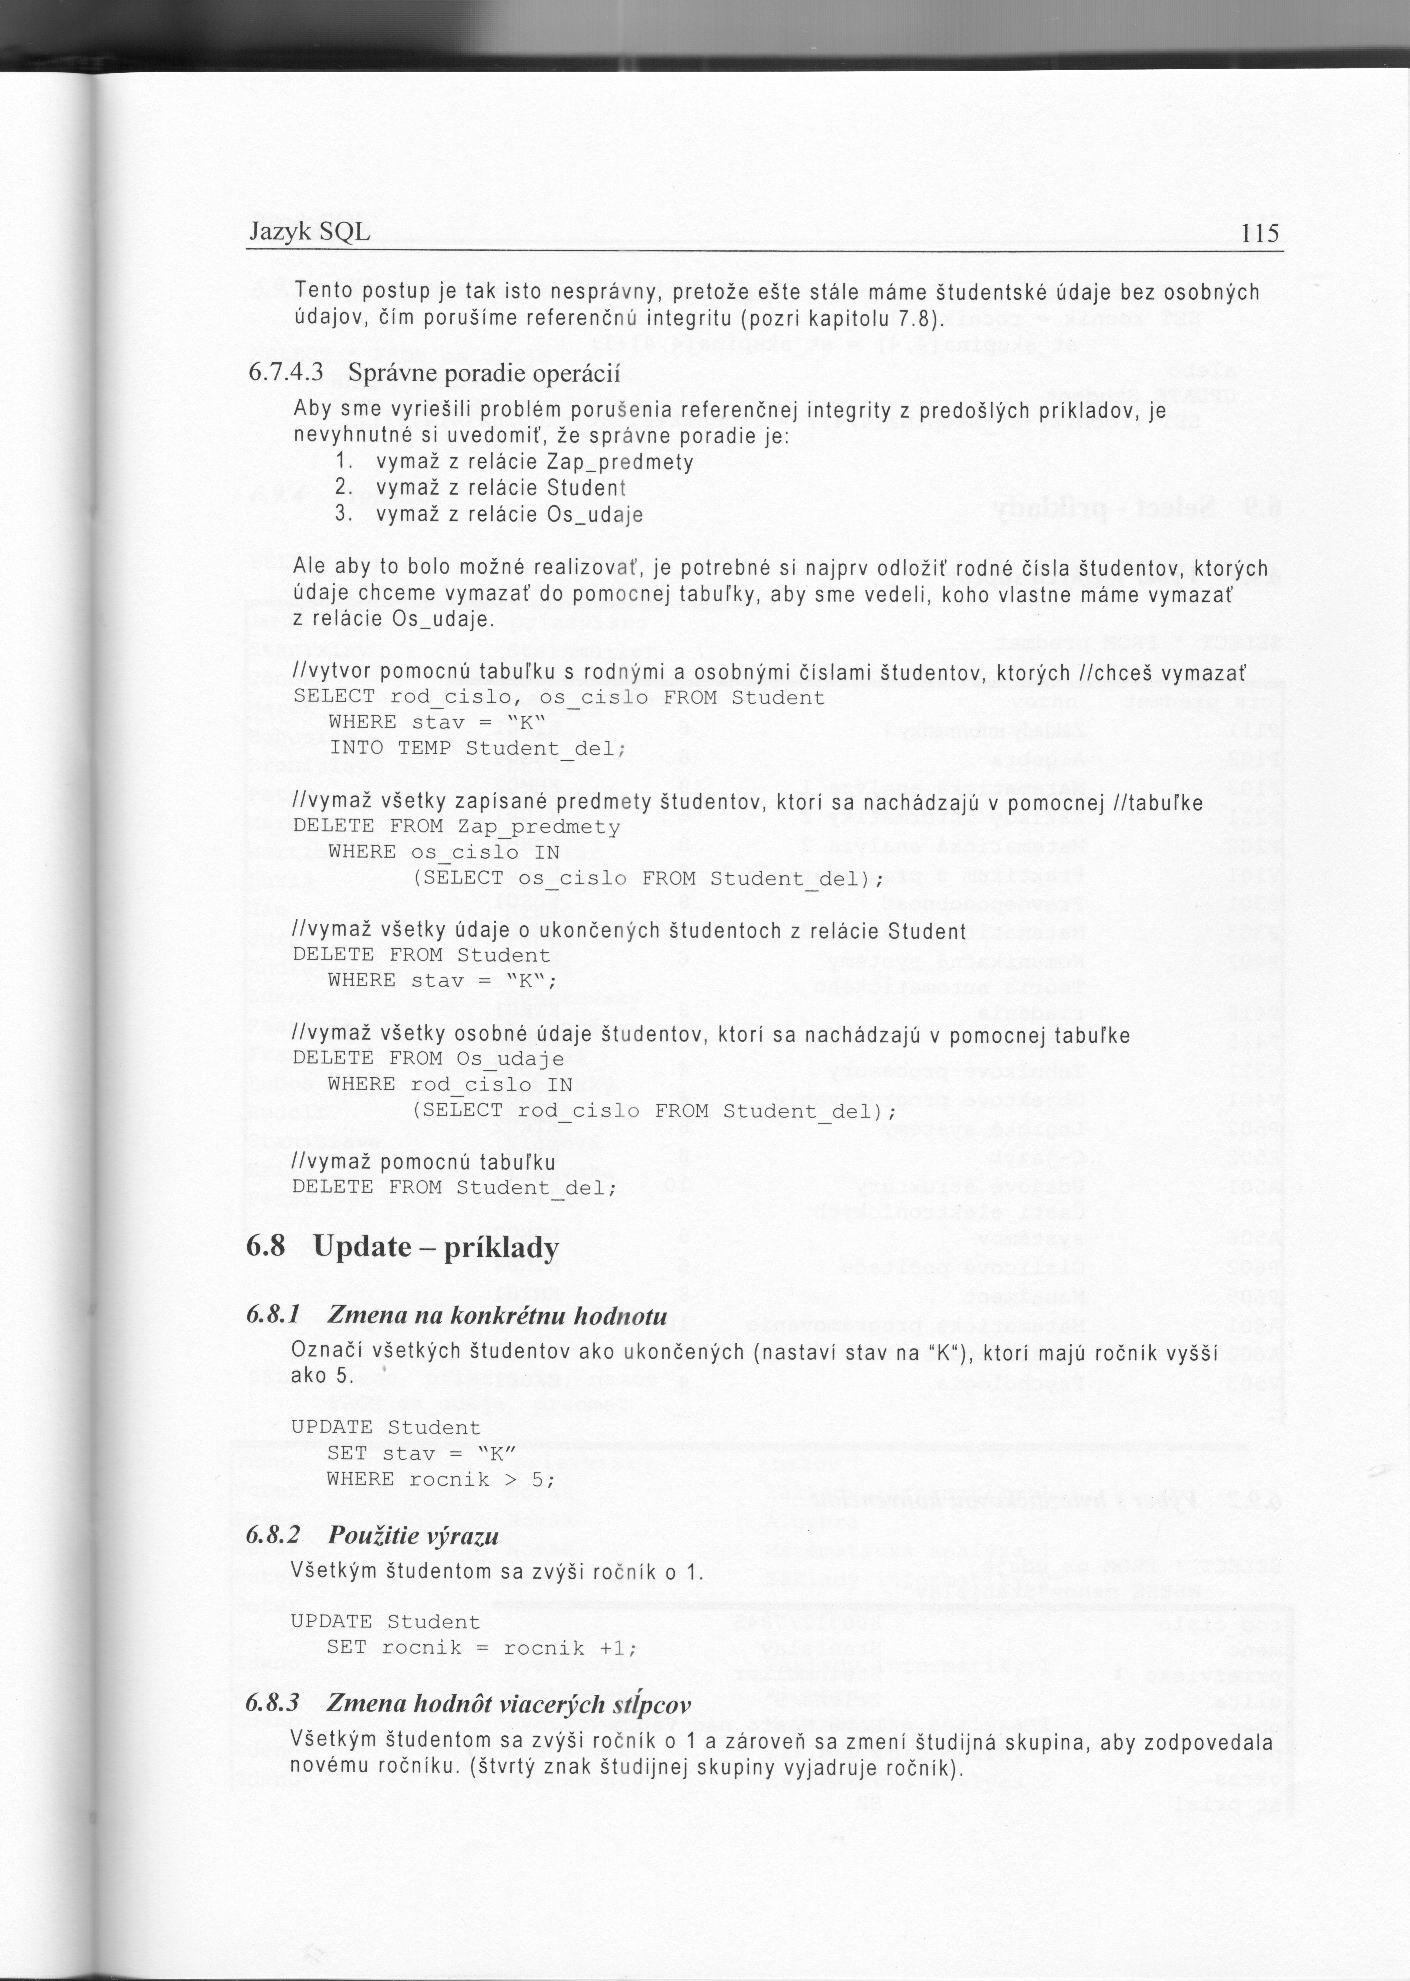 Jazyk SQL 115
Tento postup je tak isto nesprávny, pretože ešte stále máme študentské údaje bez osobných
údajov, čím porušíme referenčnú integritu (pozri kapitolu 7.8).
6.7.4.3 Správne poradie operácií
Aby sme vyriešili problém porušenia referenčnej integrity z predošlých príkladov, je
nevyhnutné si uvedomiť, že správne poradie je:
1. vymaž z relácie Zap_predmety
2. vymaž z relácie Student
3. vymaž z relácie Os_udaje
Ale aby to bolo možné realizovať, je potrebné si najprv odložiť rodné čísla študentov, ktorých
údaje chceme vymazať do pomocnej tabuľky, aby sme vedeli, koho vlastne máme vymazať
z relácie Os_udaje.
//vytvor pomocnú tabuľku s rodnými a osobnými číslami študentov, ktorých //chceš vymazať
SELECT rod_cislo, os_cislo FROM Student
WHERE stav = "K"
INTO TEMP Student_del;
//vymaž všetky zapísané predmety študentov, ktorí sa nachádzajú v pomocnej //tabuľke
DELETE FROM Zap_predmety
WHERE os_cislo IN
(SELECT os_cislo FROM Student_del);
//vymaž všetky údaje o ukončených študentoch z relácie Student
DELETE FROM Student
WHERE stav = "K";
//vymaž všetky osobné údaje študentov, ktorí sa nachádzajú v pomocnej tabuľke
DELETE FROM Os_udaje
WHERE rod_cislo IN
(SELECT rod_cislo FROM Student_del);
//vymaž pomocnú tabuľku
DELETE FROM Student_del;
6.8 Update – príklady
6.8.1 Zmena na konkrétnu hodnotu
Označí všetkých študentov ako ukončených (nastaví stav na “K“), ktorí majú ročník vyšší
ako 5.
UPDATE Student
SET stav = "K"
WHERE rocnik > 5;
6.8.2 Použitie výrazu
Všetkým študentom sa zvýši ročník o 1.
UPDATE Student
SET rocnik = rocnik +1;
6.8.3 Zmena hodnôt viacerých stĺpcov
Všetkým študentom sa zvýši ročník o 1 a zároveň sa zmení študijná skupina, aby zodpovedala
novému ročníku. (štvrtý znak študijnej skupiny vyjadruje ročník).